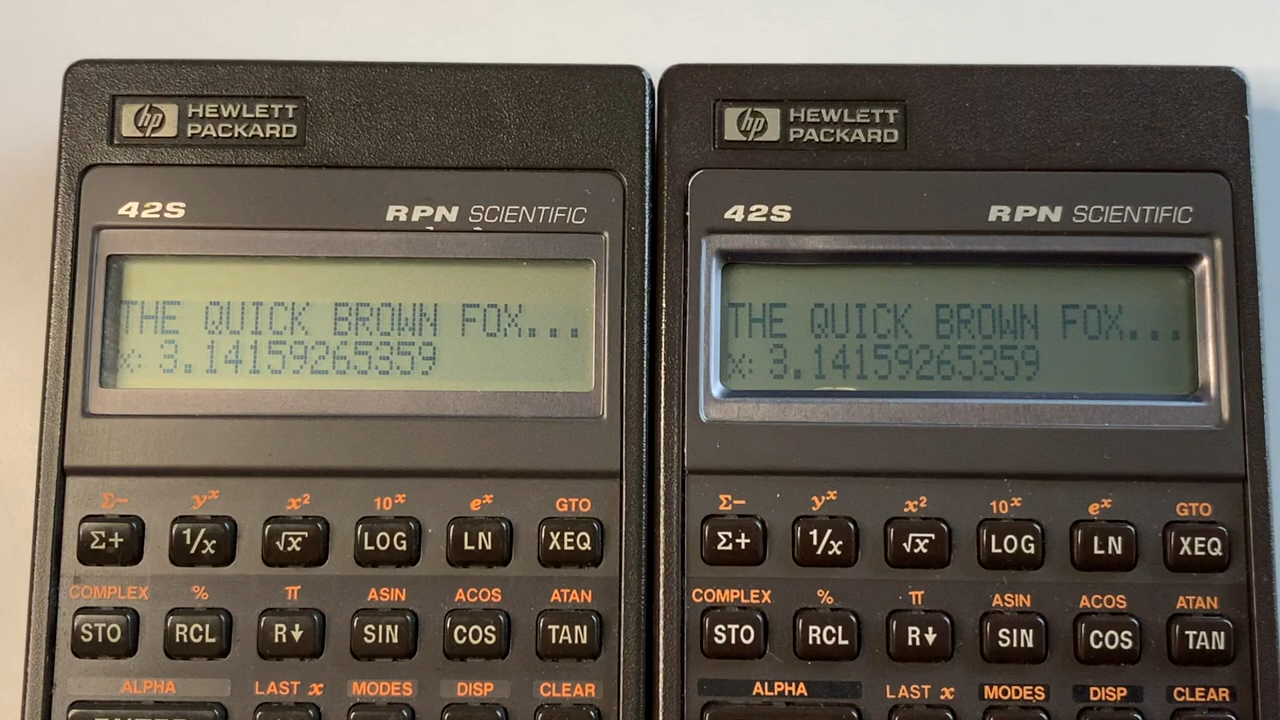 hp HEWLETT PACKARD
42S RPN SCIENTIFIC
THE QUICK BROWN FOX...
x: 3.14159265359
Σ− yˣ x² 10ˣ eˣ GTO
Σ+ 1/x √x LOG LN XEQ
COMPLEX % π ASIN ACOS ATAN
STO RCL R↓ SIN COS TAN
ALPHA LAST x MODES DISP CLEAR
hp HEWLETT PACKARD
42S RPN SCIENTIFIC
THE QUICK BROWN FOX...
x: 3.14159265359
Σ− yˣ x² 10ˣ eˣ GTO
Σ+ 1/x √x LOG LN XEQ
COMPLEX % π ASIN ACOS ATAN
STO RCL R↓ SIN COS TAN
ALPHA LAST x MODES DISP CLEAR